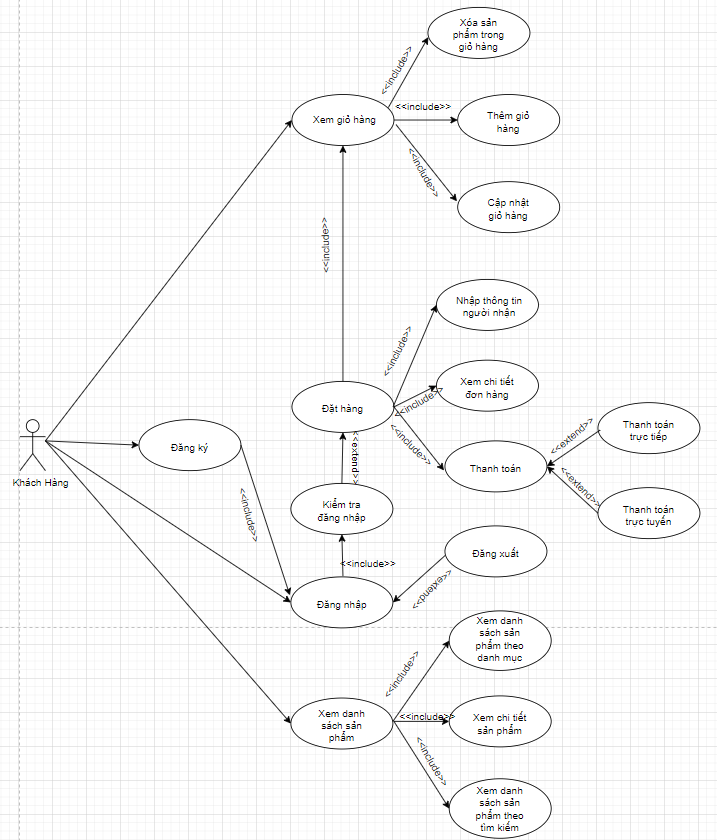 Xóa sản
phẩm trong
giỏ hàng
<<include>>
<<include>>
Xem giỏ hàng
Thêm giỏ
hàng
<<include>>
Cập nhật
giỏ hàng
<<include>>
Nhập thông tin
người nhận
<<include>>
Xem chi tiết
đơn hàng
<<include>>
Đặt hàng
<<include>>
Thanh toán
trực tiếp
<<extend>>
Đăng ký
Thanh toán
<<extend>>
<<extend>>
Khách Hàng
Kiểm tra
đăng nhập
Thanh toán
trực tuyến
<<include>>
Đăng xuất
<<include>>
<<extend>>
Đăng nhập
Xem danh
sách sản
phẩm theo
danh mục
<<include>>
Xem danh
sách sản
phẩm
<<include>>
Xem chi tiết
sản phẩm
<<include>>
Xem danh
sách sản
phẩm theo
tìm kiếm